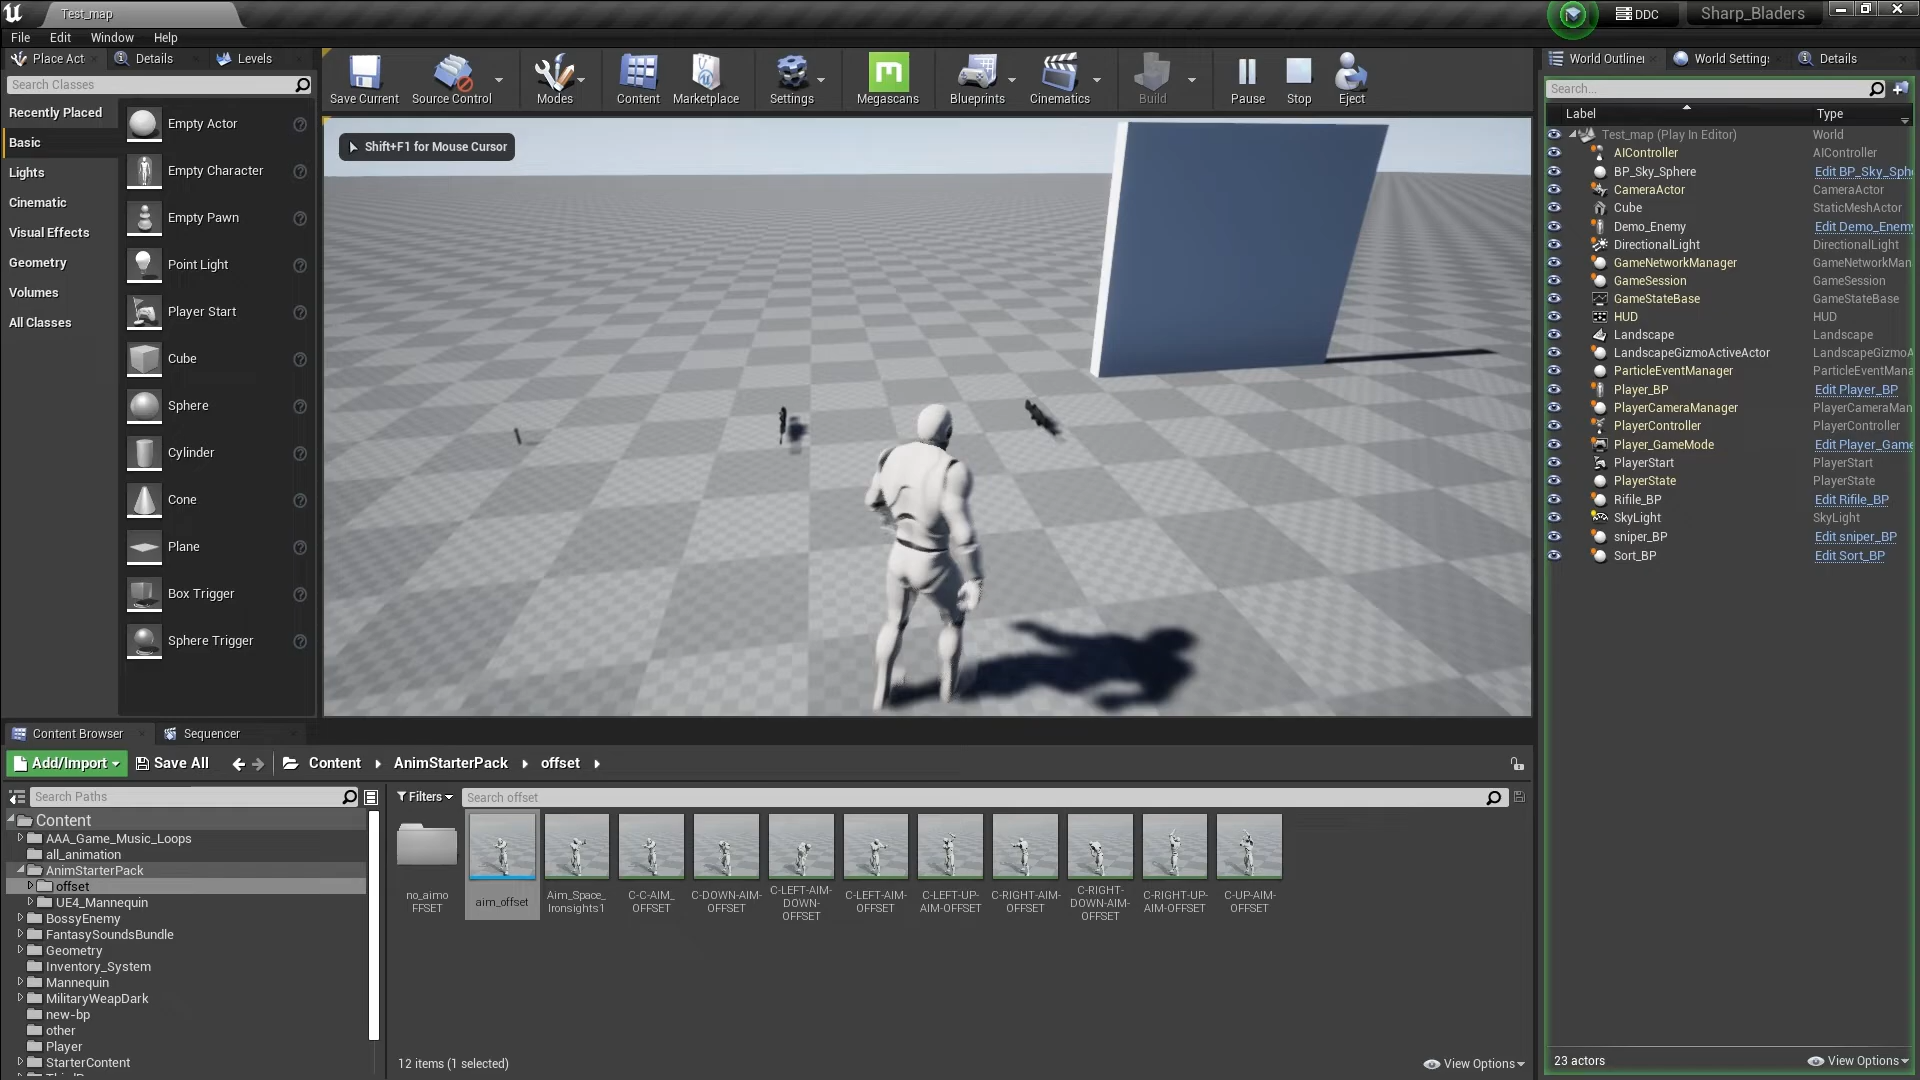 Test_map
DDC
Sharp_Bladers
File Edit Window Help
Place Act
Details
Levels
Search Classes
Recently Placed
Basic
Lights
Cinematic
Visual Effects
Geometry
Volumes
All Classes
Empty Actor
Empty Character
Empty Pawn
Point Light
Player Start
Cube
Sphere
Cylinder
Cone
Plane
Box Trigger
Sphere Trigger
Save Current
Source Control
Modes
Content
Marketplace
Settings
Megascans
Blueprints
Cinematics
Build
Pause
Stop
Eject
Shift+F1 for Mouse Cursor
World Outliner
World Settings
Details
Search...
Label Type
Test_map (Play In Editor) World
AIController AIController
BP_Sky_Sphere Edit BP_Sky_Sph
CameraActor CameraActor
Cube StaticMeshActor
Demo_Enemy Edit Demo_Enem
DirectionalLight DirectionalLight
GameNetworkManager GameNetworkMan
GameSession GameSession
GameStateBase GameStateBase
HUD HUD
Landscape Landscape
LandscapeGizmoActiveActor LandscapeGizmoA
ParticleEventManager ParticleEventMana
Player_BP Edit Player_BP
PlayerCameraManager PlayerCameraMan
PlayerController PlayerController
Player_GameMode Edit Player_Game
PlayerStart PlayerStart
PlayerState PlayerState
Rifile_BP Edit Rifile_BP
SkyLight SkyLight
sniper_BP Edit sniper_BP
Sort_BP Edit Sort_BP
23 actors
View Options
Content Browser
Sequencer
Add/Import
Save All
Content
AnimStarterPack
offset
Search Paths
Content
AAA_Game_Music_Loops
all_animation
AnimStarterPack
offset
UE4_Mannequin
BossyEnemy
FantasySoundsBundle
Geometry
Inventory_System
Mannequin
MilitaryWeapDark
new-bp
other
Player
StarterContent
Filters
Search offset
no_aimo
FFSET
aim_offset
Aim_Space_
Ironsights1
C-C-AIM_
OFFSET
C-DOWN-AIM-
OFFSET
C-LEFT-AIM-
DOWN-
OFFSET
C-LEFT-AIM-
OFFSET
C-LEFT-UP-
AIM-OFFSET
C-RIGHT-AIM-
OFFSET
C-RIGHT-
DOWN-AIM-
OFFSET
C-RIGHT-UP-
AIM-OFFSET
C-UP-AIM-
OFFSET
12 items (1 selected)
View Options